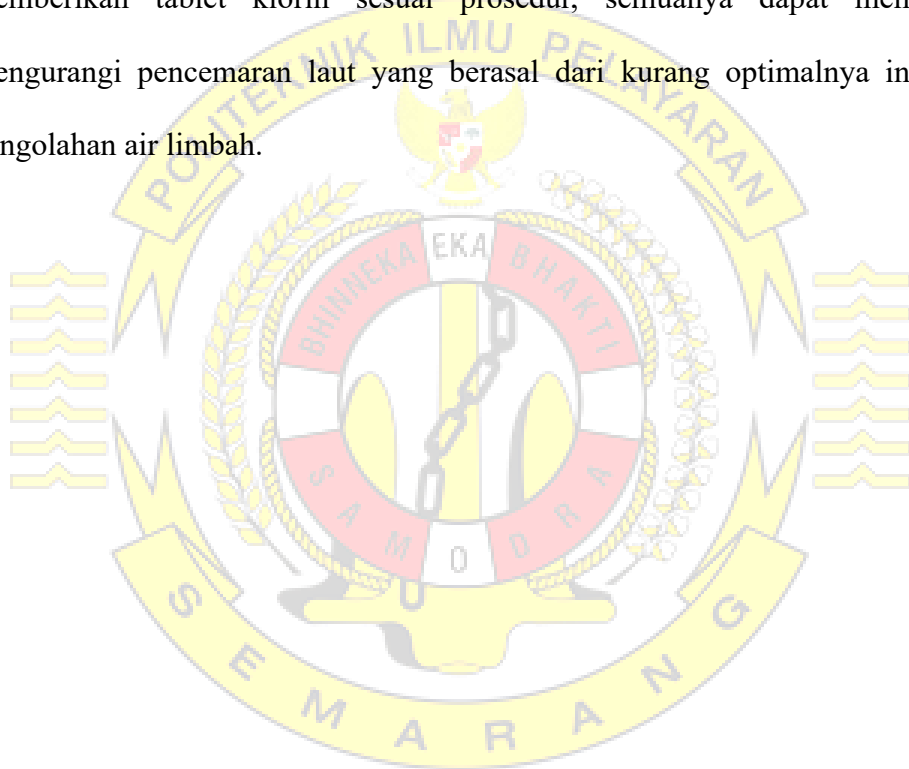 emberikan tablet klorin sesuai prosedur, semuanya dapat
engurangi pencemaran laut yang berasal dari kurang optimalnya in
ngolahan air limbah.
POLITEKNIK ILMU PELAYARAN
BHINNEKA EKA BHAKTI
SAMODRA
SEMARANG